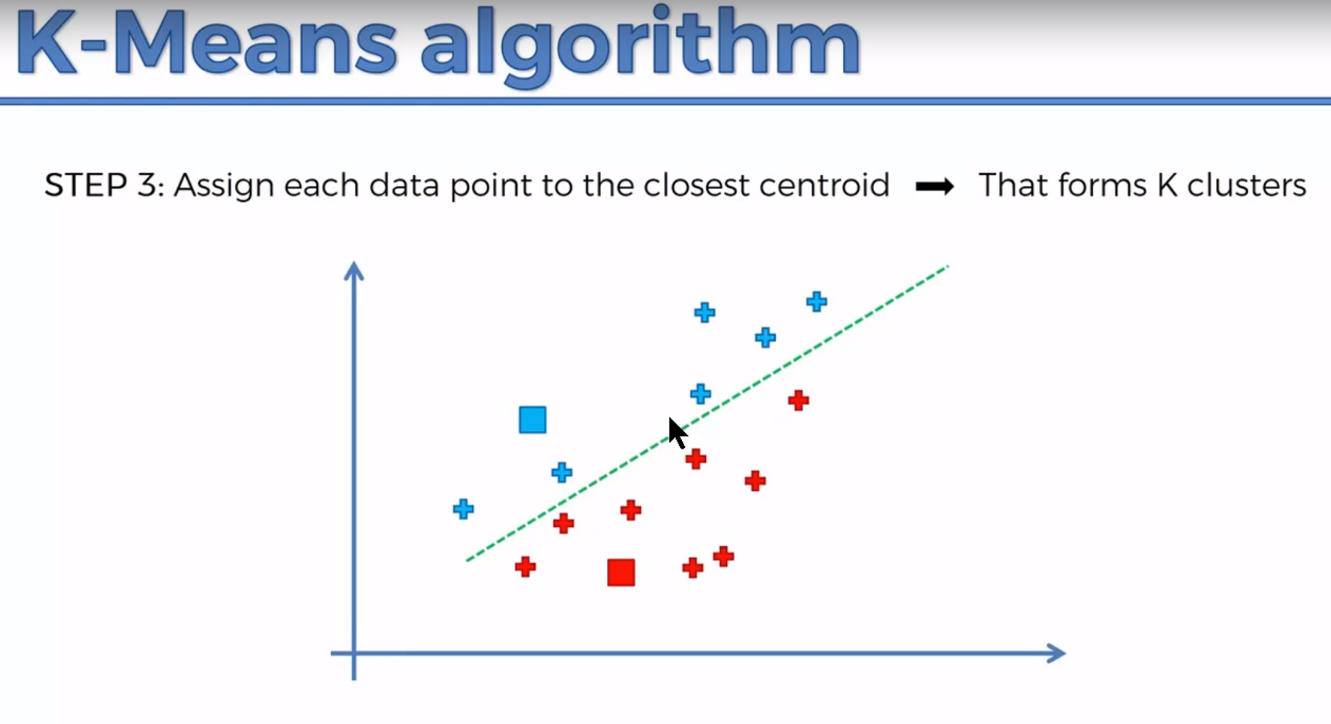 K-Means algorithm
STEP 3: Assign each data point to the closest centroid ➡ That forms K clusters